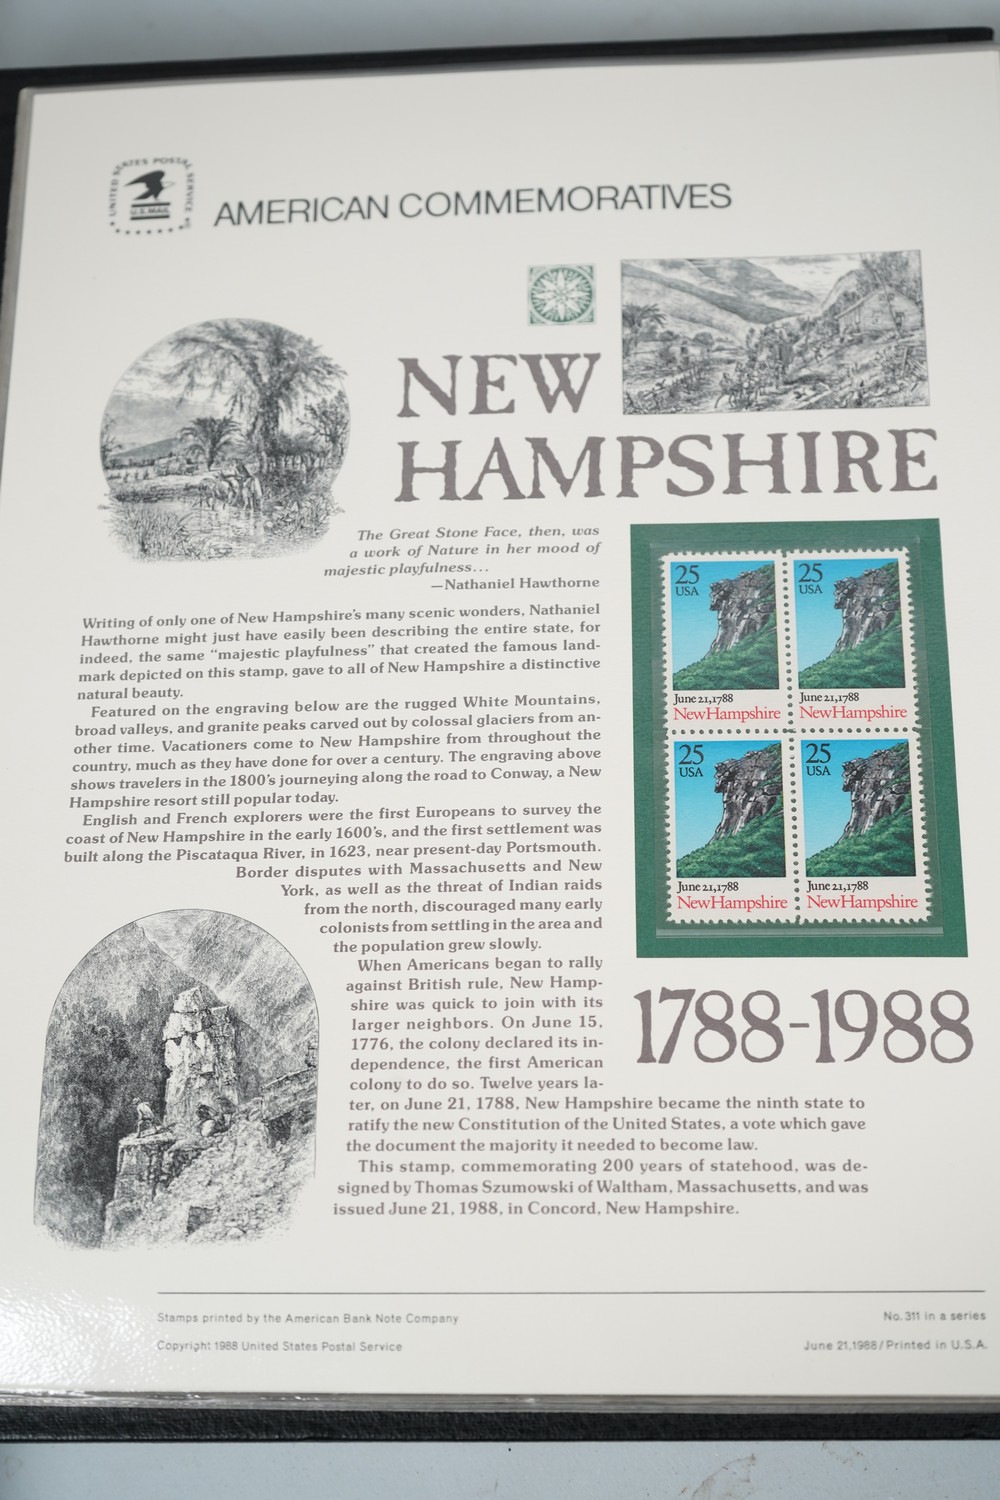 UNITED STATES POSTAL SERVICE
U.S.MAIL
AMERICAN COMMEMORATIVES
NEW
HAMPSHIRE
The Great Stone Face, then, was
a work of Nature in her mood of
majestic playfulness...
—Nathaniel Hawthorne
Writing of only one of New Hampshire's many scenic wonders, Nathaniel
Hawthorne might just have easily been describing the entire state, for
indeed, the same "majestic playfulness" that created the famous land-
mark depicted on this stamp, gave to all of New Hampshire a distinctive
natural beauty.
Featured on the engraving below are the rugged White Mountains,
broad valleys, and granite peaks carved out by colossal glaciers from an-
other time. Vacationers come to New Hampshire from throughout the
country, much as they have done for over a century. The engraving above
shows travelers in the 1800's journeying along the road to Conway, a New
Hampshire resort still popular today.
English and French explorers were the first Europeans to survey the
coast of New Hampshire in the early 1600's, and the first settlement was
built along the Piscataqua River, in 1623, near present-day Portsmouth.
Border disputes with Massachusetts and New
York, as well as the threat of Indian raids
from the north, discouraged many early
colonists from settling in the area and
the population grew slowly.
When Americans began to rally
against British rule, New Hamp-
shire was quick to join with its
larger neighbors. On June 15,
1776, the colony declared its in-
dependence, the first American
colony to do so. Twelve years la-
ter, on June 21, 1788, New Hampshire became the ninth state to
ratify the new Constitution of the United States, a vote which gave
the document the majority it needed to become law.
This stamp, commemorating 200 years of statehood, was de-
signed by Thomas Szumowski of Waltham, Massachusetts, and was
issued June 21, 1988, in Concord, New Hampshire.
25
USA
June 21, 1788
New Hampshire
25
USA
June 21, 1788
New Hampshire
25
USA
June 21, 1788
New Hampshire
25
USA
June 21, 1788
New Hampshire
1788-1988
Stamps printed by the American Bank Note Company
No. 311 in a series
Copyright 1988 United States Postal Service
June 21, 1988/Printed in U.S.A.